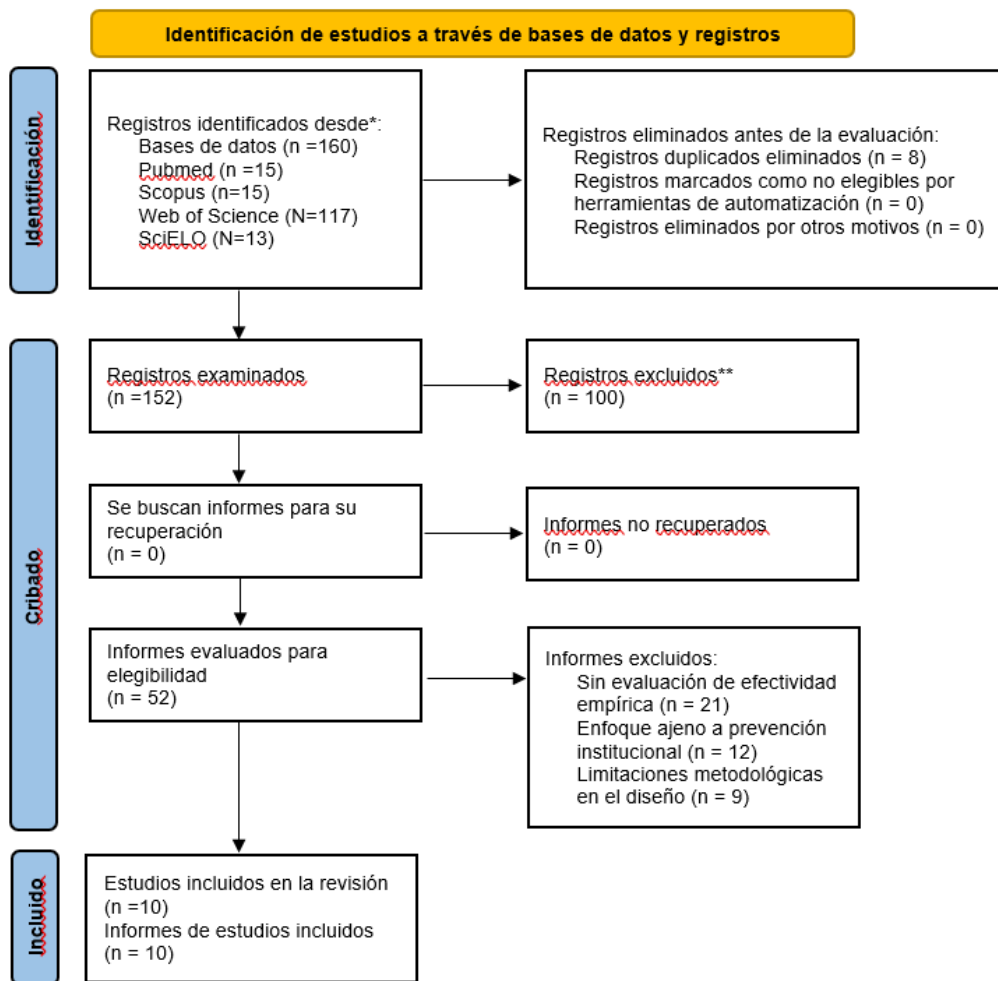 Identificación de estudios a través de bases de datos y registros
Identificación
Registros identificados desde*:
Bases de datos (n =160)
Pubmed (n =15)
Scopus (n=15)
Web of Science (N=117)
SciELO (N=13)
Registros eliminados antes de la evaluación:
Registros duplicados eliminados (n = 8)
Registros marcados como no elegibles por
herramientas de automatización (n = 0)
Registros eliminados por otros motivos (n = 0)
Cribado
Registros examinados
(n =152)
Registros excluidos**
(n = 100)
Se buscan informes para su
recuperación
(n = 0)
Informes no recuperados
(n = 0)
Informes evaluados para
elegibilidad
(n = 52)
Informes excluidos:
Sin evaluación de efectividad
empírica (n = 21)
Enfoque ajeno a prevención
institucional (n = 12)
Limitaciones metodológicas
en el diseño (n = 9)
Incluido
Estudios incluidos en la revisión
(n =10)
Informes de estudios incluidos
(n = 10)